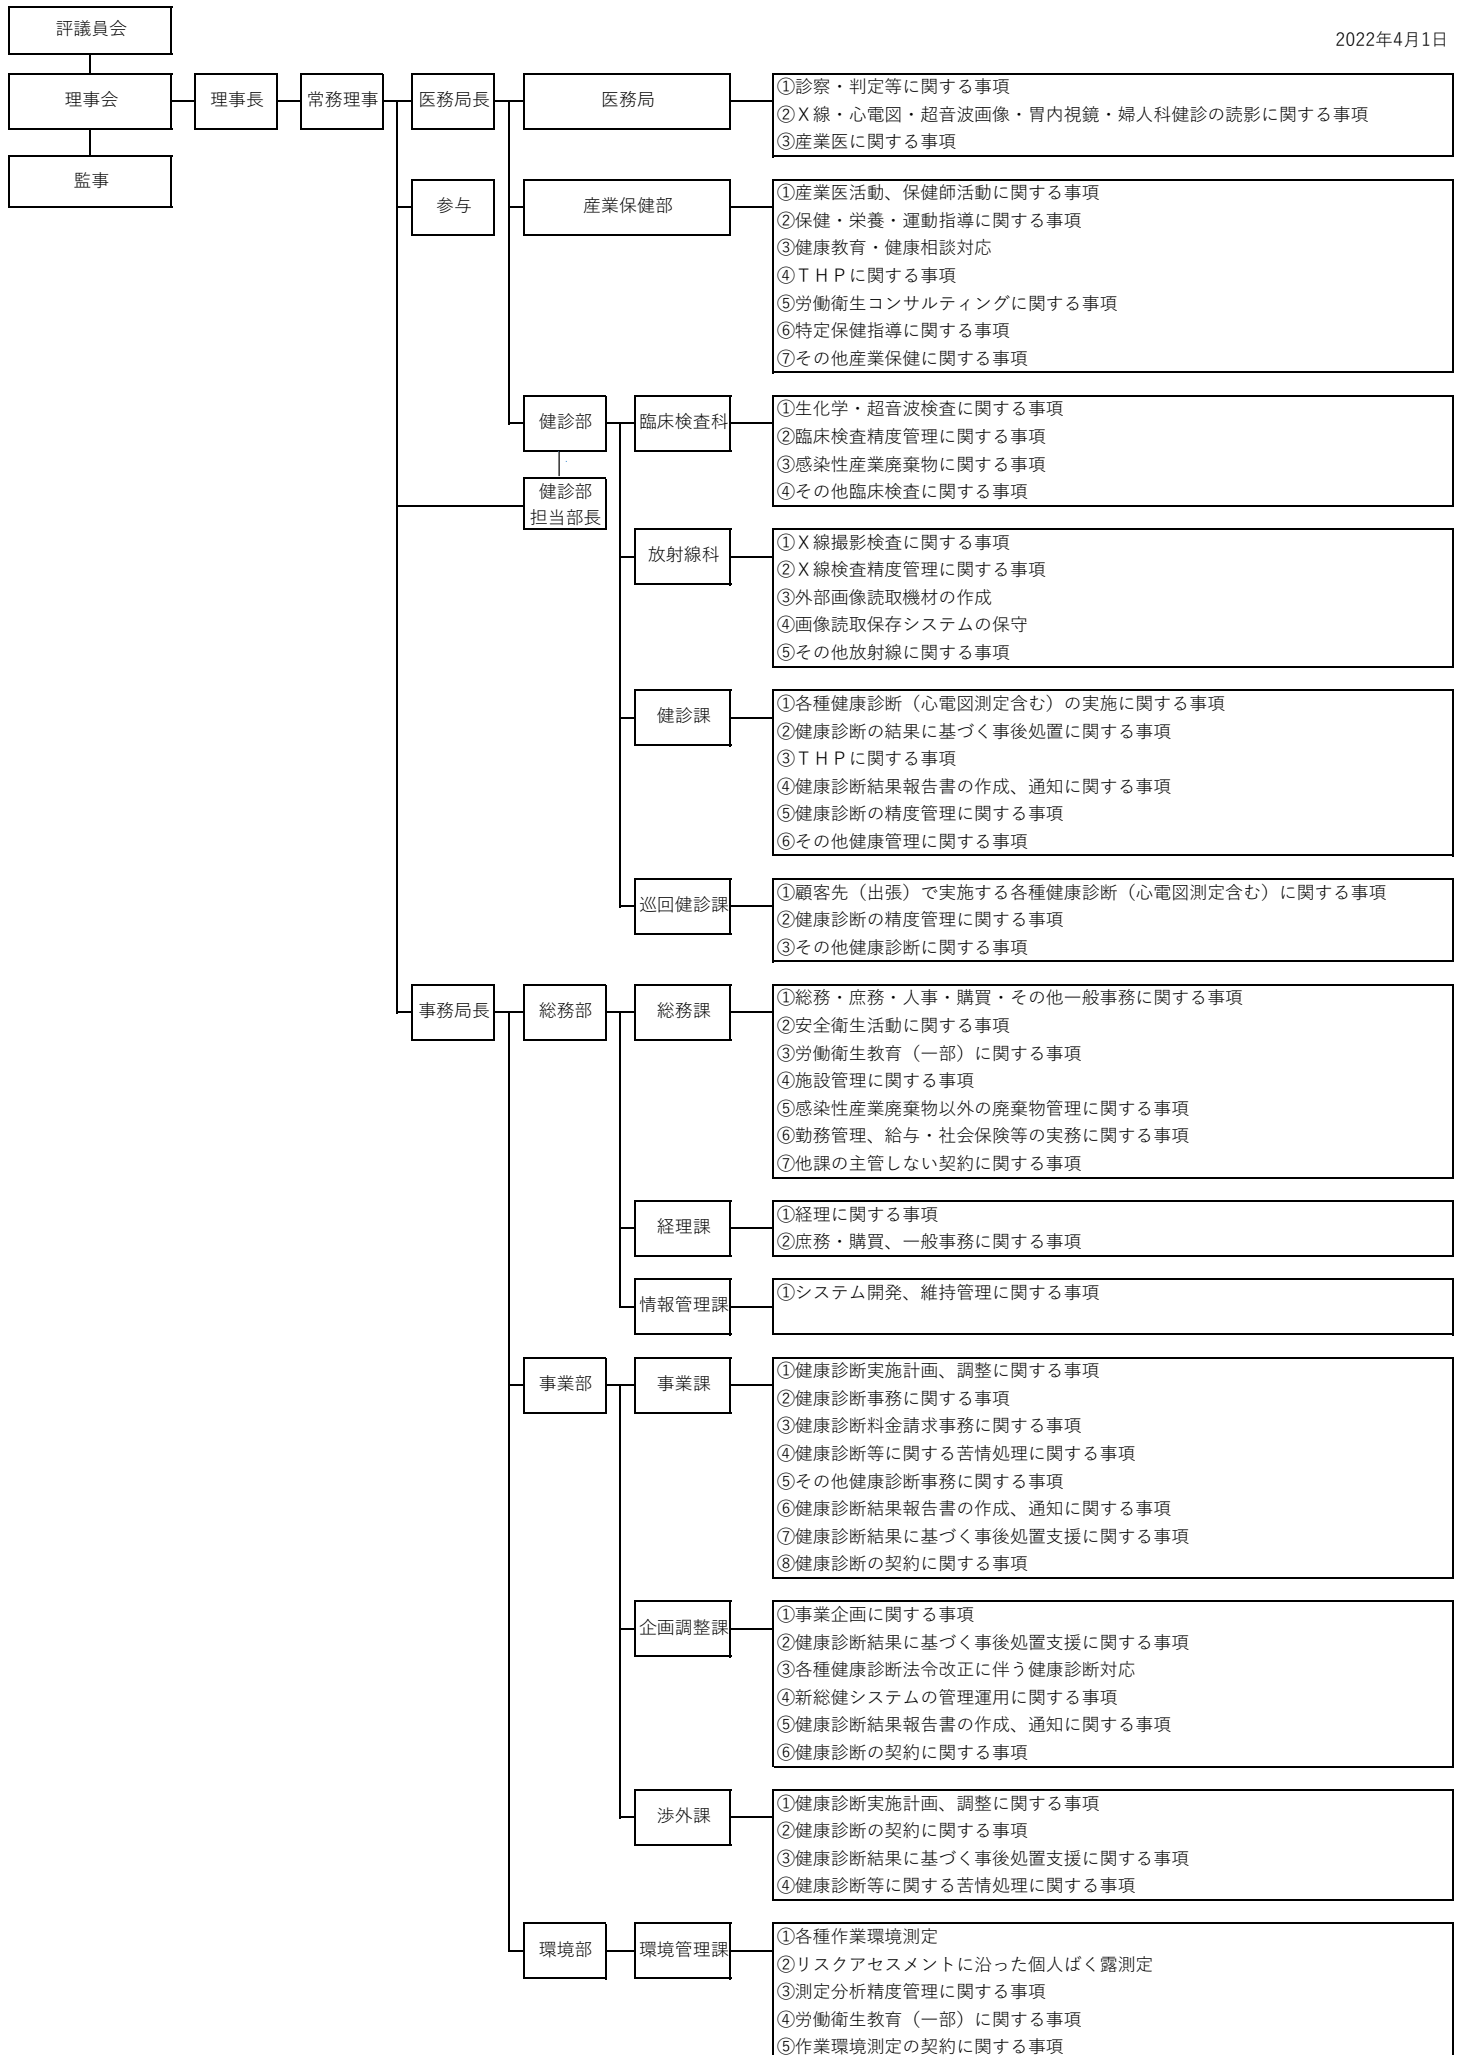 評議員会
2022年4月1日
理事会
理事長
常務理事
医務局長
医務局
①診察・判定等に関する事項
②Ｘ線・心電図・超音波画像・胃内視鏡・婦人科健診の読影に関する事項
③産業医に関する事項
監事
参与
産業保健部
①産業医活動、保健師活動に関する事項
②保健・栄養・運動指導に関する事項
③健康教育・健康相談対応
④ＴＨＰに関する事項
⑤労働衛生コンサルティングに関する事項
⑥特定保健指導に関する事項
⑦その他産業保健に関する事項
健診部
臨床検査科
①生化学・超音波検査に関する事項
②臨床検査精度管理に関する事項
③感染性産業廃棄物に関する事項
④その他臨床検査に関する事項
健診部
担当部長
放射線科
①Ｘ線撮影検査に関する事項
②Ｘ線検査精度管理に関する事項
③外部画像読取機材の作成
④画像読取保存システムの保守
⑤その他放射線に関する事項
健診課
①各種健康診断（心電図測定含む）の実施に関する事項
②健康診断の結果に基づく事後処置に関する事項
③ＴＨＰに関する事項
④健康診断結果報告書の作成、通知に関する事項
⑤健康診断の精度管理に関する事項
⑥その他健康管理に関する事項
巡回健診課
①顧客先（出張）で実施する各種健康診断（心電図測定含む）に関する事項
②健康診断の精度管理に関する事項
③その他健康診断に関する事項
事務局長
総務部
総務課
①総務・庶務・人事・購買・その他一般事務に関する事項
②安全衛生活動に関する事項
③労働衛生教育（一部）に関する事項
④施設管理に関する事項
⑤感染性産業廃棄物以外の廃棄物管理に関する事項
⑥勤務管理、給与・社会保険等の実務に関する事項
⑦他課の主管しない契約に関する事項
経理課
①経理に関する事項
②庶務・購買、一般事務に関する事項
情報管理課
①システム開発、維持管理に関する事項
事業部
事業課
①健康診断実施計画、調整に関する事項
②健康診断事務に関する事項
③健康診断料金請求事務に関する事項
④健康診断等に関する苦情処理に関する事項
⑤その他健康診断事務に関する事項
⑥健康診断結果報告書の作成、通知に関する事項
⑦健康診断結果に基づく事後処置支援に関する事項
⑧健康診断の契約に関する事項
企画調整課
①事業企画に関する事項
②健康診断結果に基づく事後処置支援に関する事項
③各種健康診断法令改正に伴う健康診断対応
④新総健システムの管理運用に関する事項
⑤健康診断結果報告書の作成、通知に関する事項
⑥健康診断の契約に関する事項
渉外課
①健康診断実施計画、調整に関する事項
②健康診断の契約に関する事項
③健康診断結果に基づく事後処置支援に関する事項
④健康診断等に関する苦情処理に関する事項
環境部
環境管理課
①各種作業環境測定
②リスクアセスメントに沿った個人ばく露測定
③測定分析精度管理に関する事項
④労働衛生教育（一部）に関する事項
⑤作業環境測定の契約に関する事項